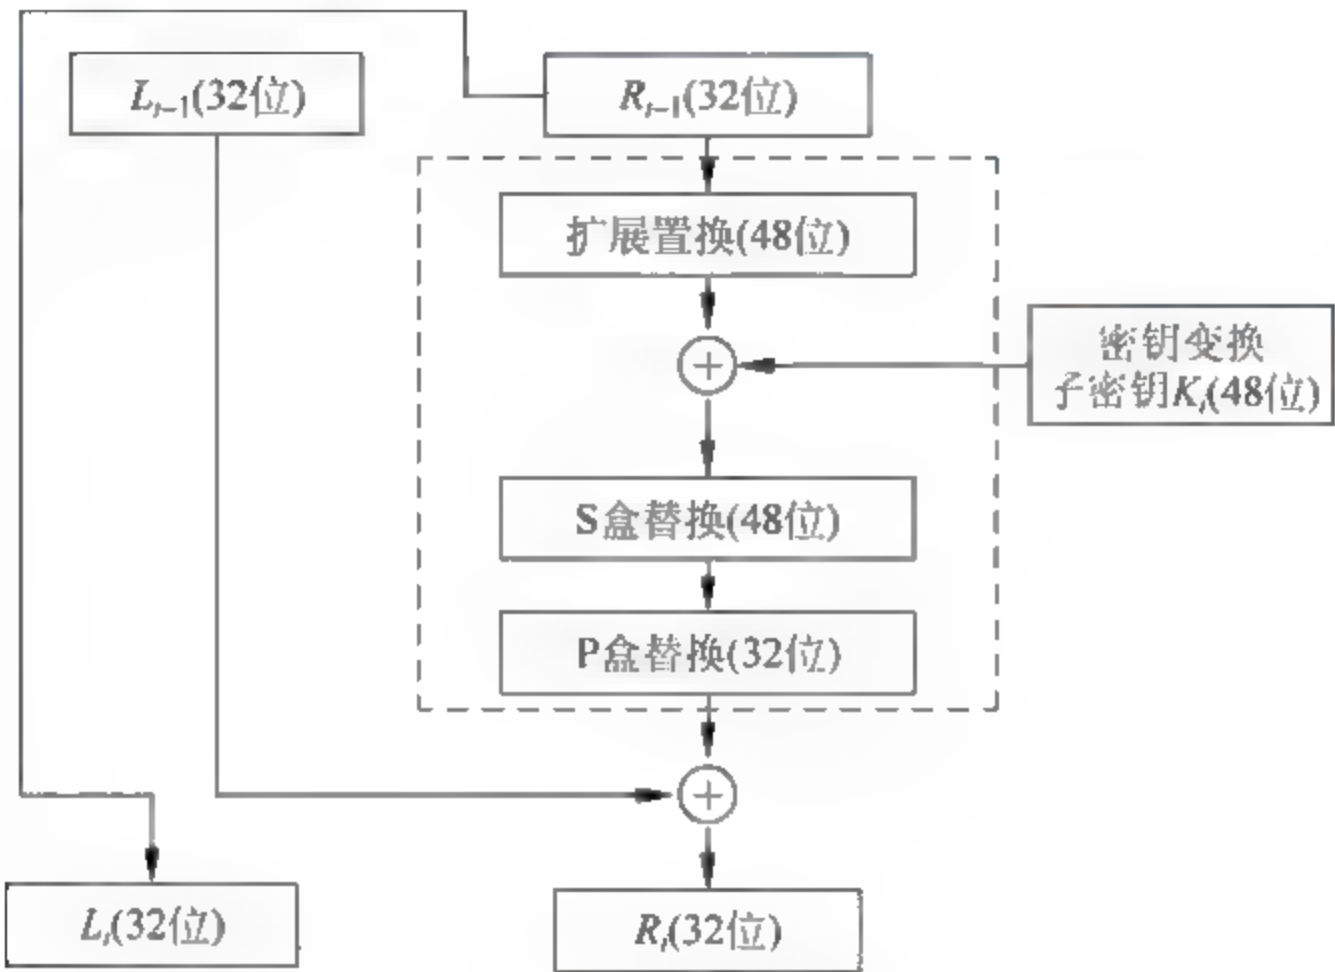 L_{i-1}(32位)
R_{i-1}(32位)
扩展置换(48位)
+
密钥变换
子密钥K_i(48位)
S盒替换(48位)
P盒替换(32位)
+
L_i(32位)
R_i(32位)